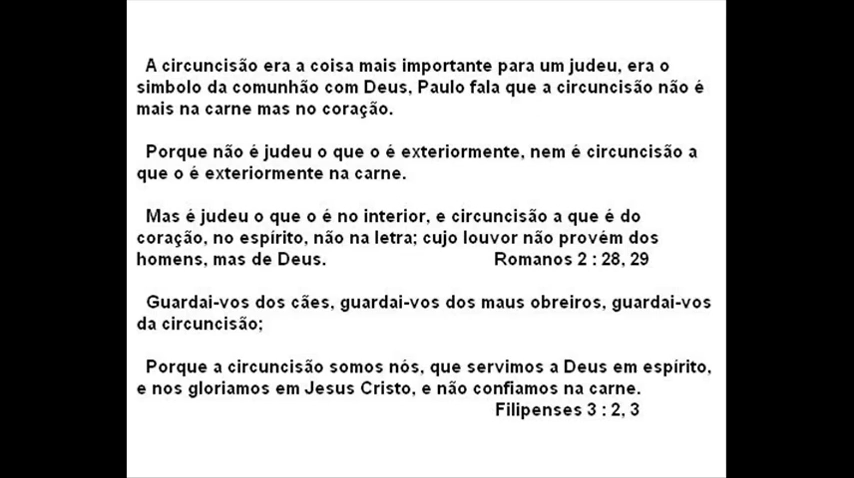 A circuncisão era a coisa mais importante para um judeu, era o
simbolo da comunhão com Deus, Paulo fala que a circuncisão não é
mais na carne mas no coração.
Porque não é judeu o que o é exteriormente, nem é circuncisão a
que o é exteriormente na carne.
Mas é judeu o que o é no interior, e circuncisão a que é do
coração, no espírito, não na letra; cujo louvor não provém dos
homens, mas de Deus. Romanos 2 : 28, 29
Guardai-vos dos cães, guardai-vos dos maus obreiros, guardai-vos
da circuncisão;
Porque a circuncisão somos nós, que servimos a Deus em espírito,
e nos gloriamos em Jesus Cristo, e não confiamos na carne.
Filipenses 3 : 2, 3